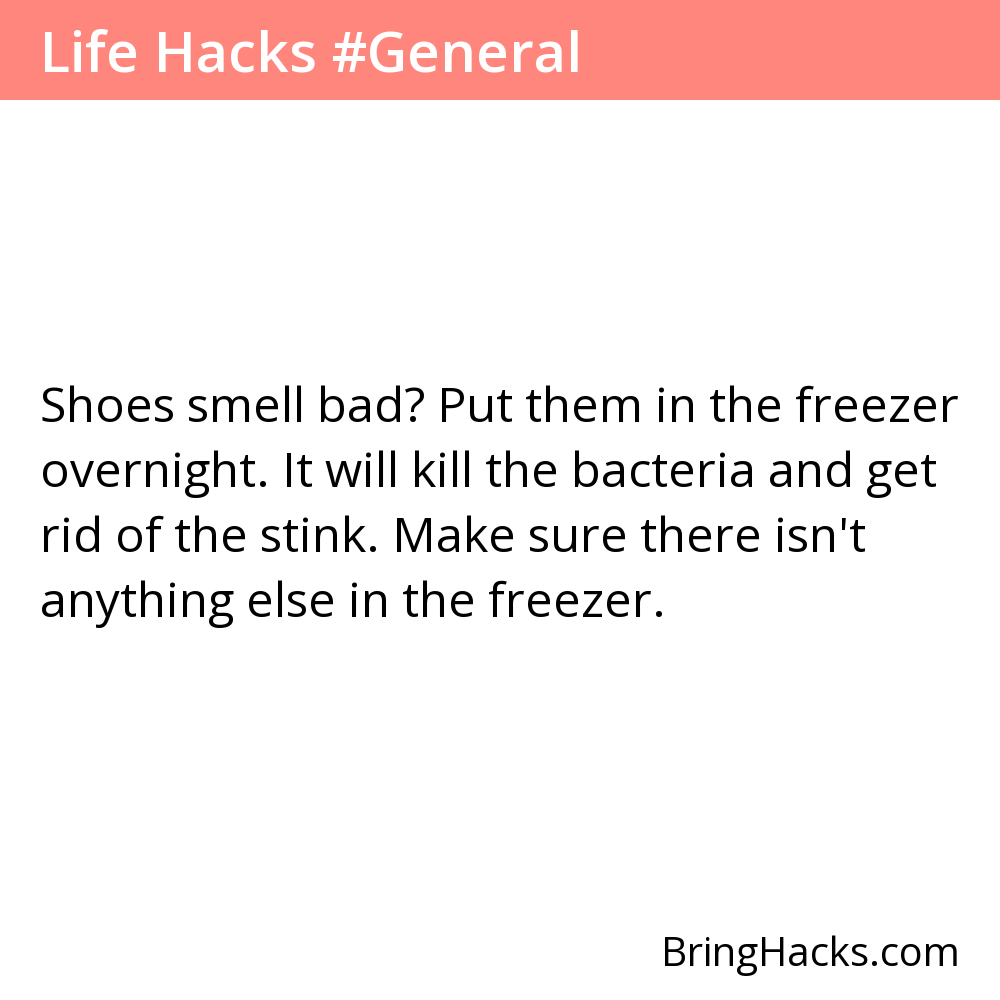 Life Hacks #General
Shoes smell bad? Put them in the freezer
overnight. It will kill the bacteria and get
rid of the stink. Make sure there isn't
anything else in the freezer.
BringHacks.com